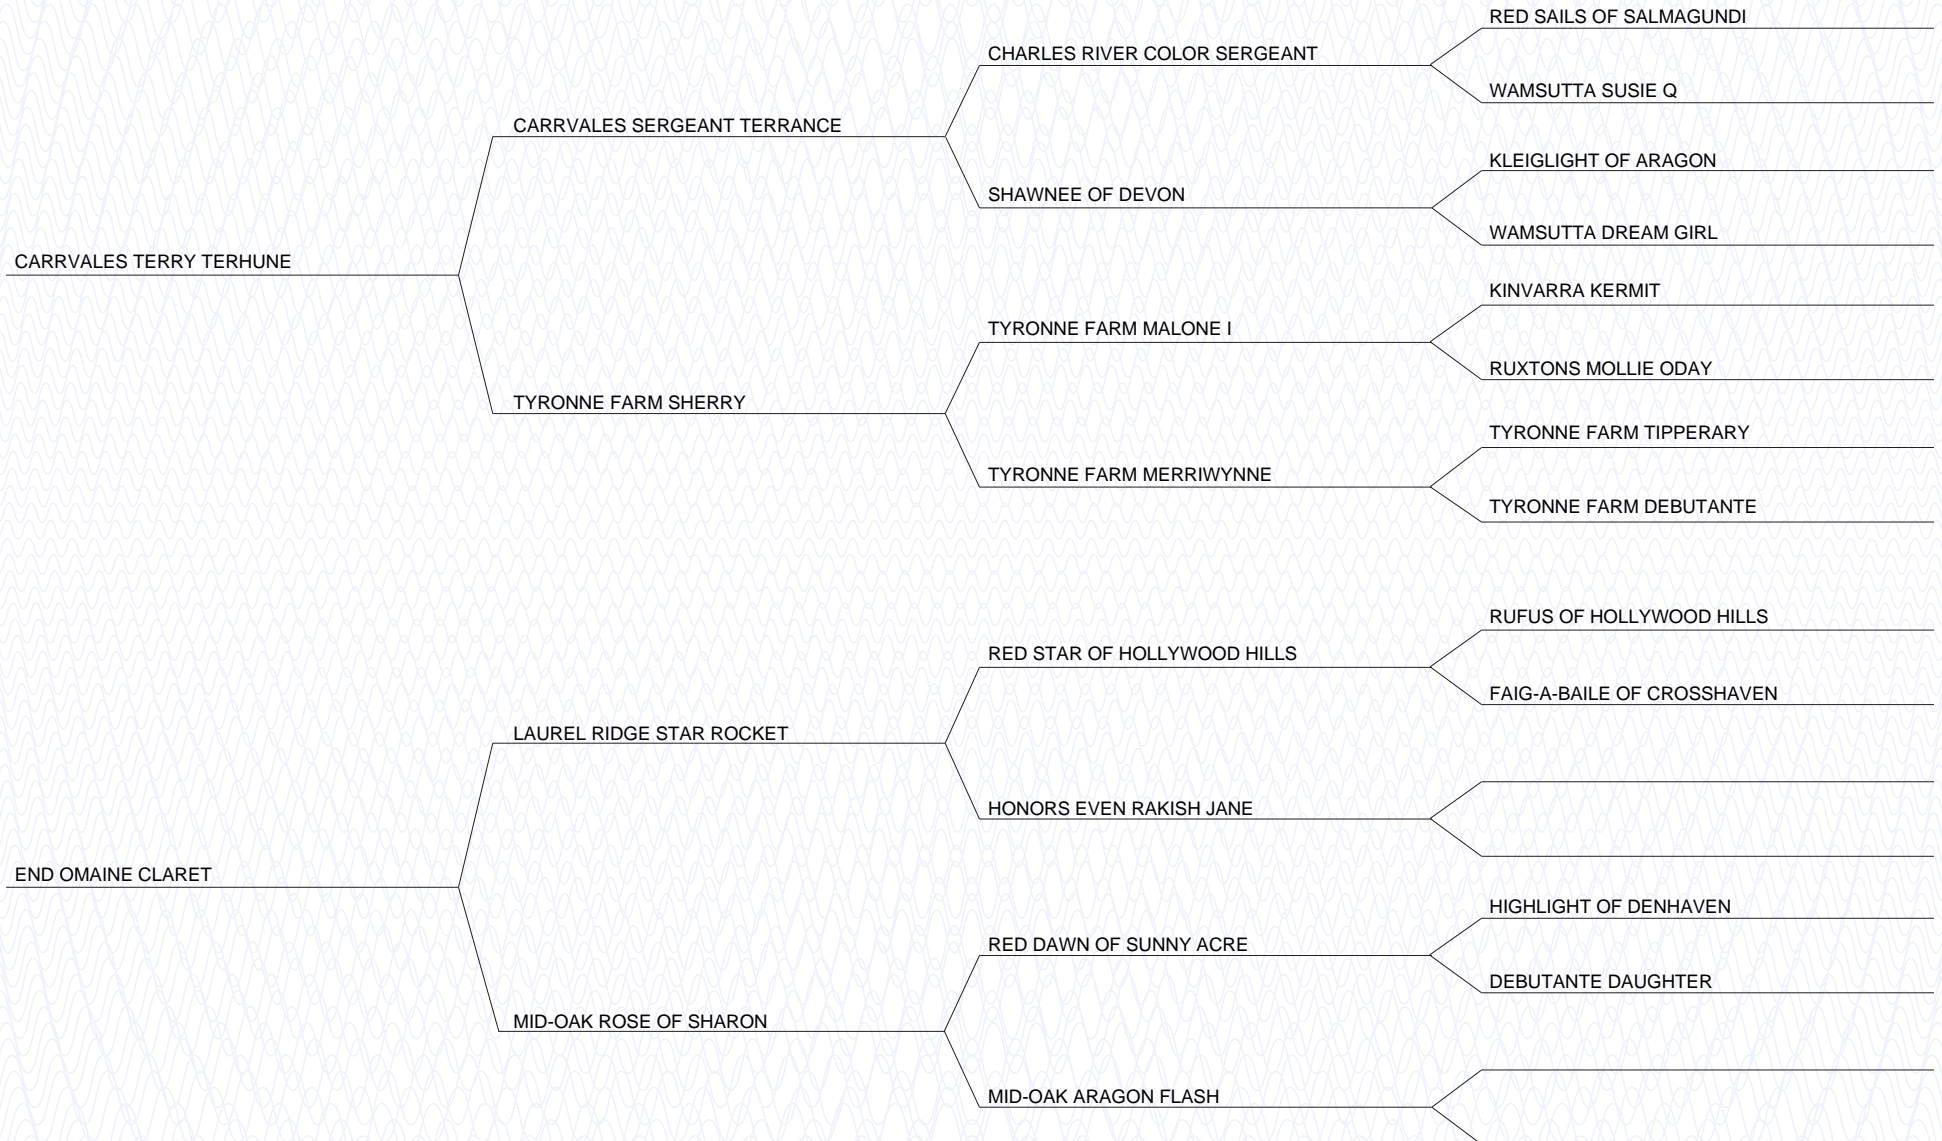 RED SAILS OF SALMAGUNDI
CHARLES RIVER COLOR SERGEANT
WAMSUTTA SUSIE Q
CARRVALES SERGEANT TERRANCE
KLEIGLIGHT OF ARAGON
SHAWNEE OF DEVON
WAMSUTTA DREAM GIRL
CARRVALES TERRY TERHUNE
KINVARRA KERMIT
TYRONNE FARM MALONE I
RUXTONS MOLLIE ODAY
TYRONNE FARM SHERRY
TYRONNE FARM TIPPERARY
TYRONNE FARM MERRIWYNNE
TYRONNE FARM DEBUTANTE
RUFUS OF HOLLYWOOD HILLS
RED STAR OF HOLLYWOOD HILLS
FAIG-A-BAILE OF CROSSHAVEN
LAUREL RIDGE STAR ROCKET
HONORS EVEN RAKISH JANE
END OMAINE CLARET
HIGHLIGHT OF DENHAVEN
RED DAWN OF SUNNY ACRE
DEBUTANTE DAUGHTER
MID-OAK ROSE OF SHARON
MID-OAK ARAGON FLASH